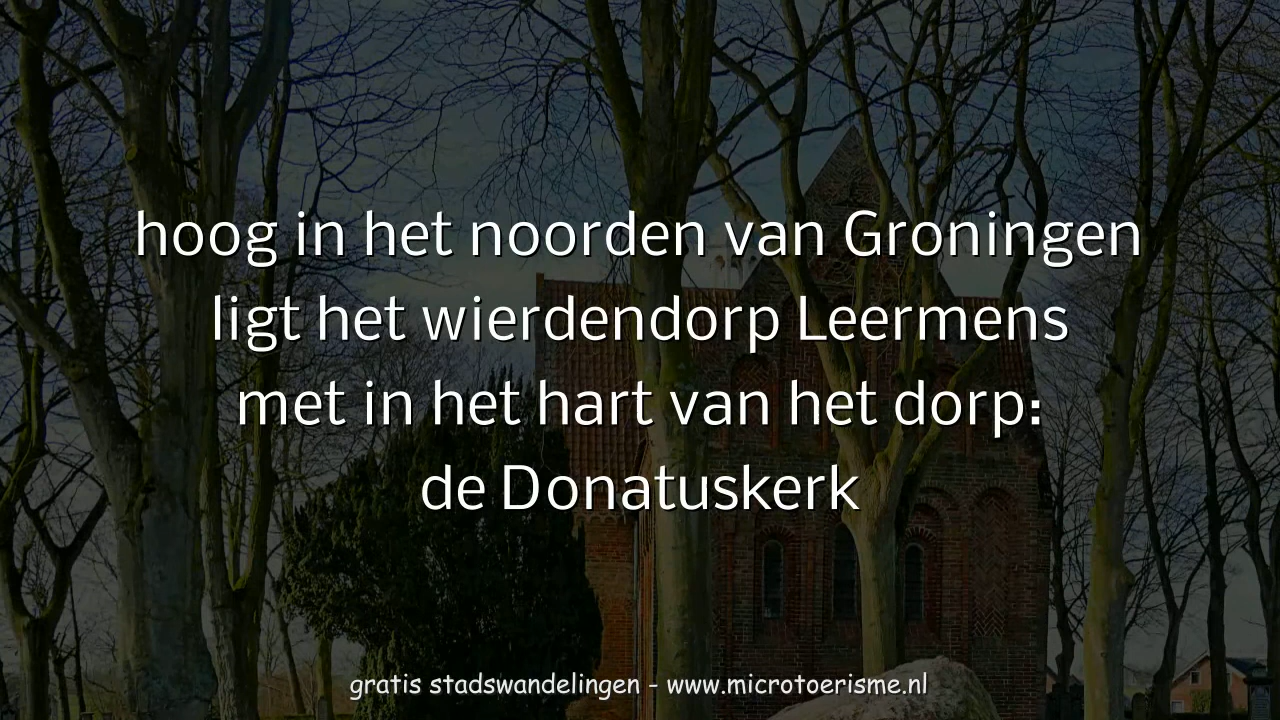 hoog in het noorden van Groningen
ligt het wierdendorp Leermens
met in het hart van het dorp:
de Donatuskerk
gratis stadswandelingen - www.microtoerisme.nl